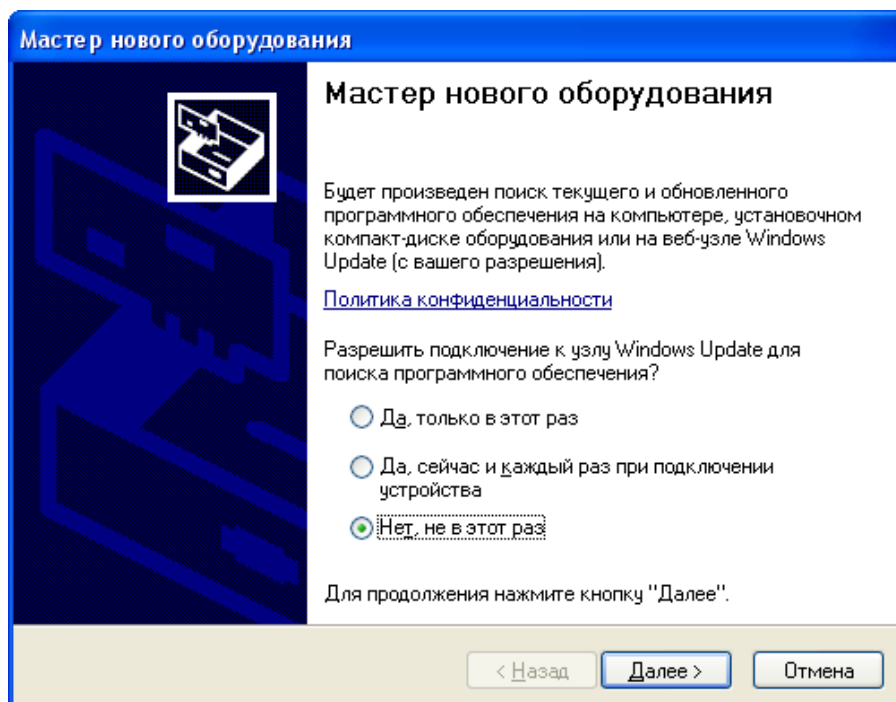 Мастер нового оборудования
Мастер нового оборудования
Будет произведен поиск текущего и обновленного
программного обеспечения на компьютере, установочном
компакт-диске оборудования или на веб-узле Windows
Update (с вашего разрешения).
Политика конфиденциальности
Разрешить подключение к узлу Windows Update для
поиска программного обеспечения?
Да, только в этот раз
Да, сейчас и каждый раз при подключении
устройства
Нет, не в этот раз
Для продолжения нажмите кнопку "Далее".
< Назад
Далее >
Отмена